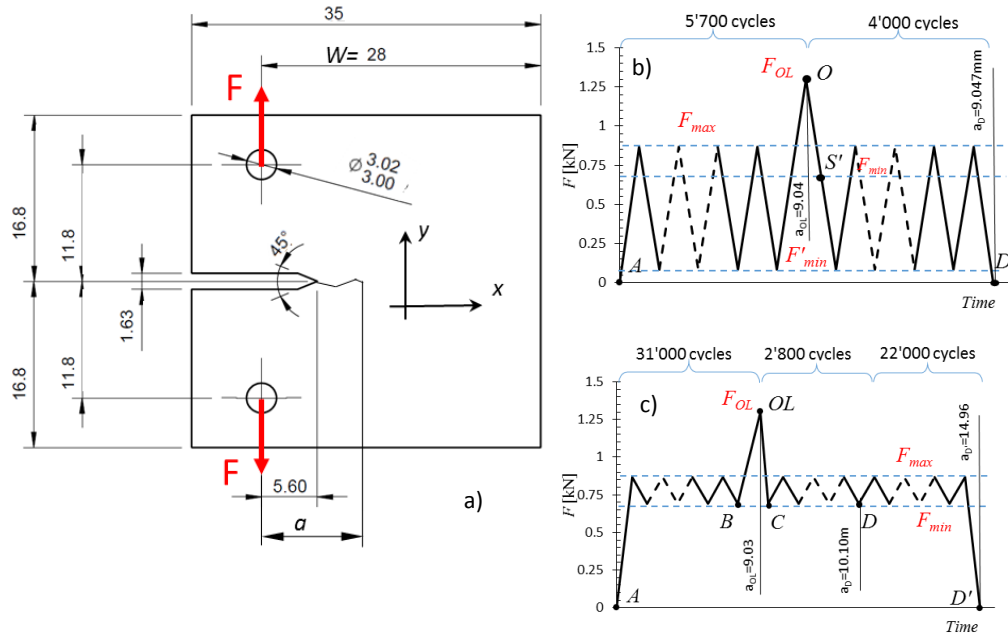 35
W= 28
F
16.8
11.8
1.63
11.8
16.8
⌀ 3.02
3.00
45°
y
x
F
5.60
a
a)
5'700 cycles
4'000 cycles
b)
1.5
1.25
1
0.75
0.5
0.25
0
F [kN]
F_OL
O
F_max
S'
F_min
a_OL=9.04
F'_min
a_D=9.047mm
A
D
Time
31'000 cycles
2'800 cycles
22'000 cycles
c)
1.5
1.25
1
0.75
0.5
0.25
0
F [kN]
F_OL
OL
F_max
B
C
D
F_min
a_OL=9.03
a_D=10.10m
a_D'=14.96
A
D'
Time